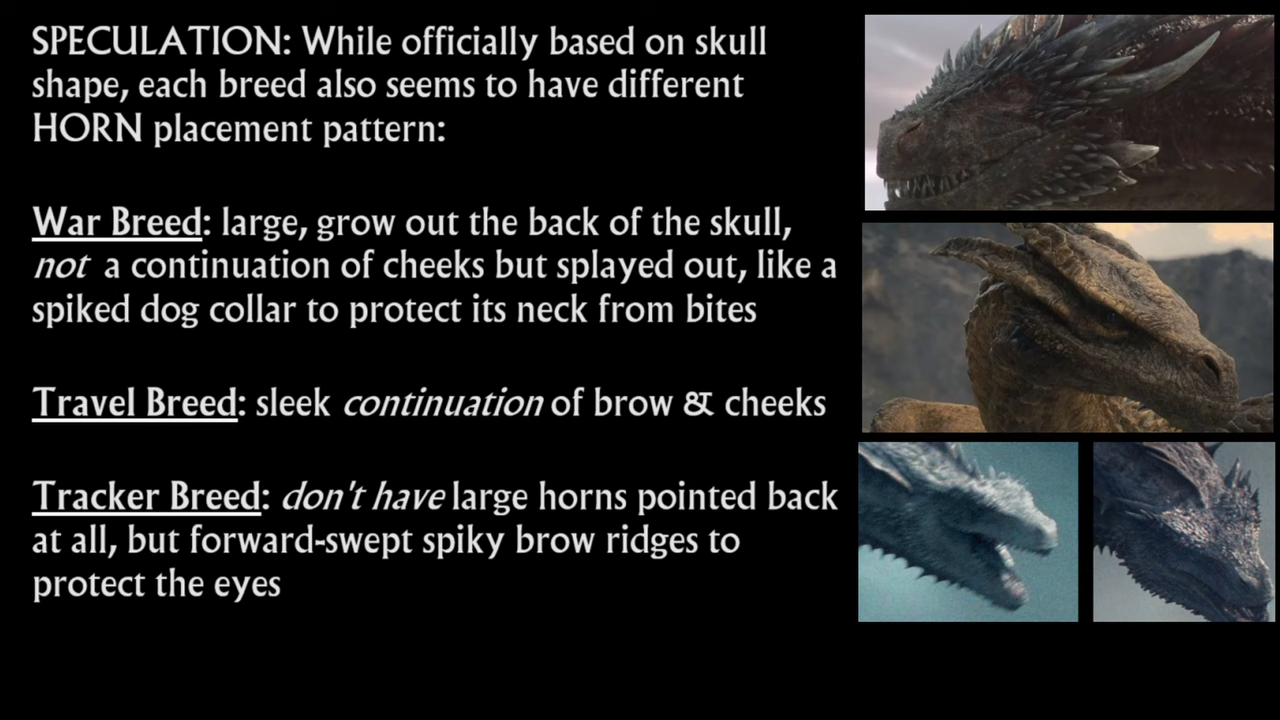 SPECULATION: While officially based on skull
shape, each breed also seems to have different
HORN placement pattern:
War Breed: large, grow out the back of the skull,
not a continuation of cheeks but splayed out, like a
spiked dog collar to protect its neck from bites
Travel Breed: sleek continuation of brow & cheeks
Tracker Breed: don't have large horns pointed back
at all, but forward-swept spiky brow ridges to
protect the eyes